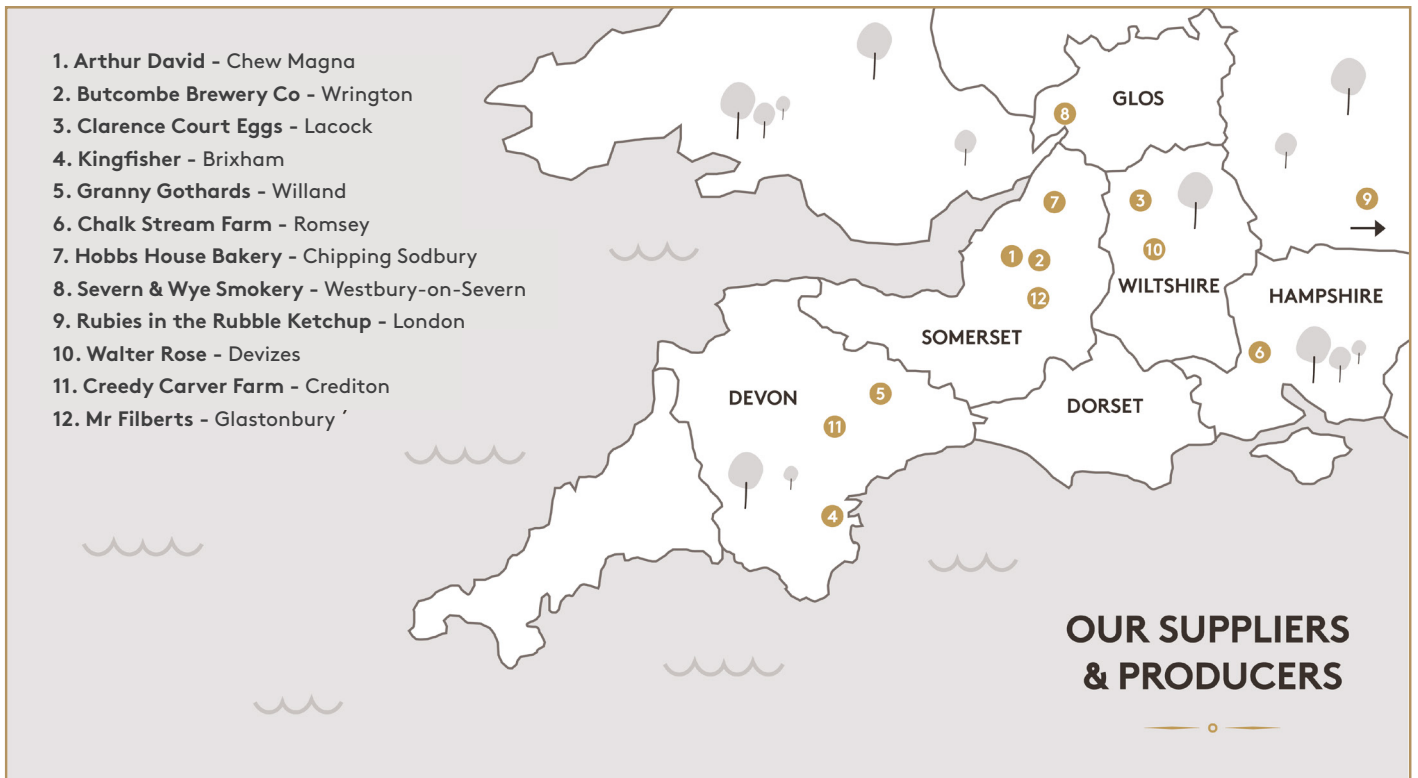 1. Arthur David - Chew Magna
2. Butcombe Brewery Co - Wrington
3. Clarence Court Eggs - Lacock
4. Kingfisher - Brixham
5. Granny Gothards - Willand
6. Chalk Stream Farm - Romsey
7. Hobbs House Bakery - Chipping Sodbury
8. Severn & Wye Smokery - Westbury-on-Severn
9. Rubies in the Rubble Ketchup - London
10. Walter Rose - Devizes
11. Creedy Carver Farm - Crediton
12. Mr Filberts - Glastonbury ´
GLOS
8
7
3
9
1
2
10
12
WILTSHIRE
HAMPSHIRE
SOMERSET
6
DEVON
5
DORSET
11
4
OUR SUPPLIERS
& PRODUCERS